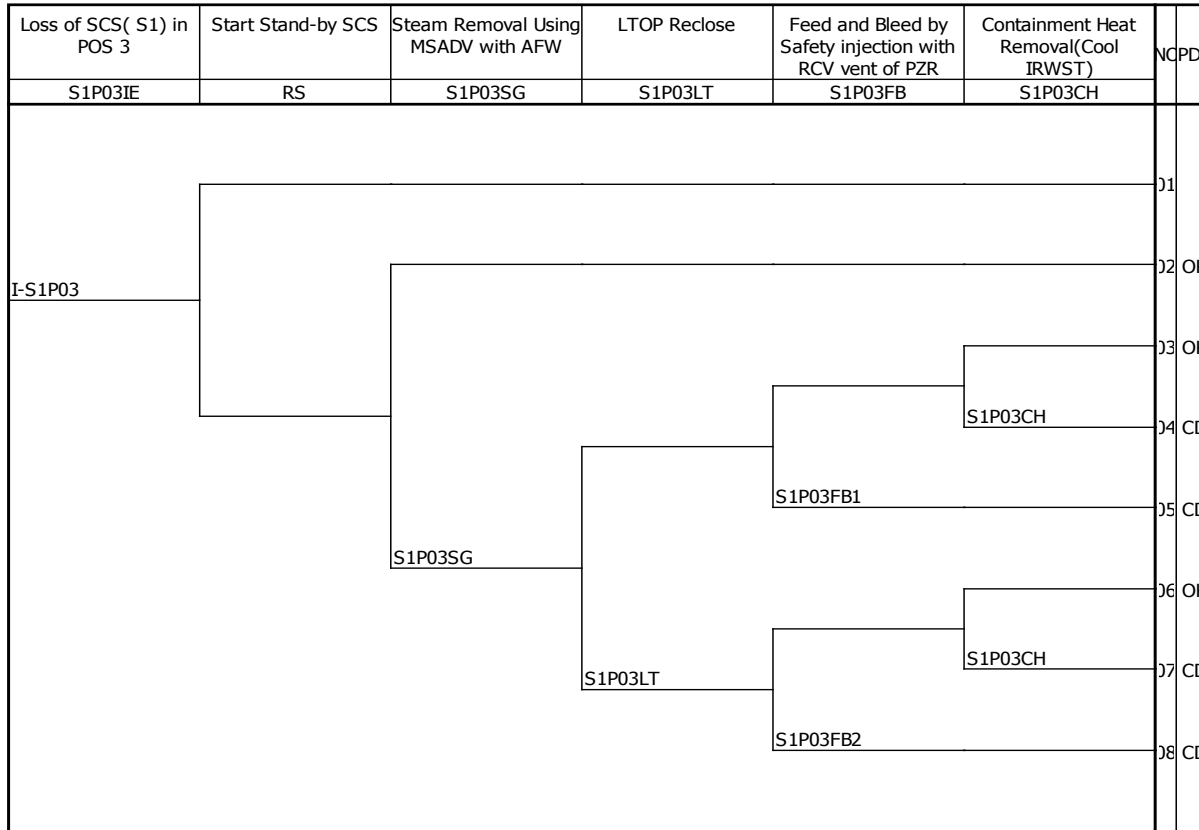 Loss of SCS( S1) in
POS 3
Start Stand-by SCS
Steam Removal Using
MSADV with AFW
LTOP Reclose
Feed and Bleed by
Safety injection with
RCV vent of PZR
Containment Heat
Removal(Cool
IRWST)
S1P03IE
RS
S1P03SG
S1P03LT
S1P03FB
S1P03CH
I-S1P03
S1P03CH
S1P03FB1
S1P03SG
S1P03CH
S1P03LT
S1P03FB2